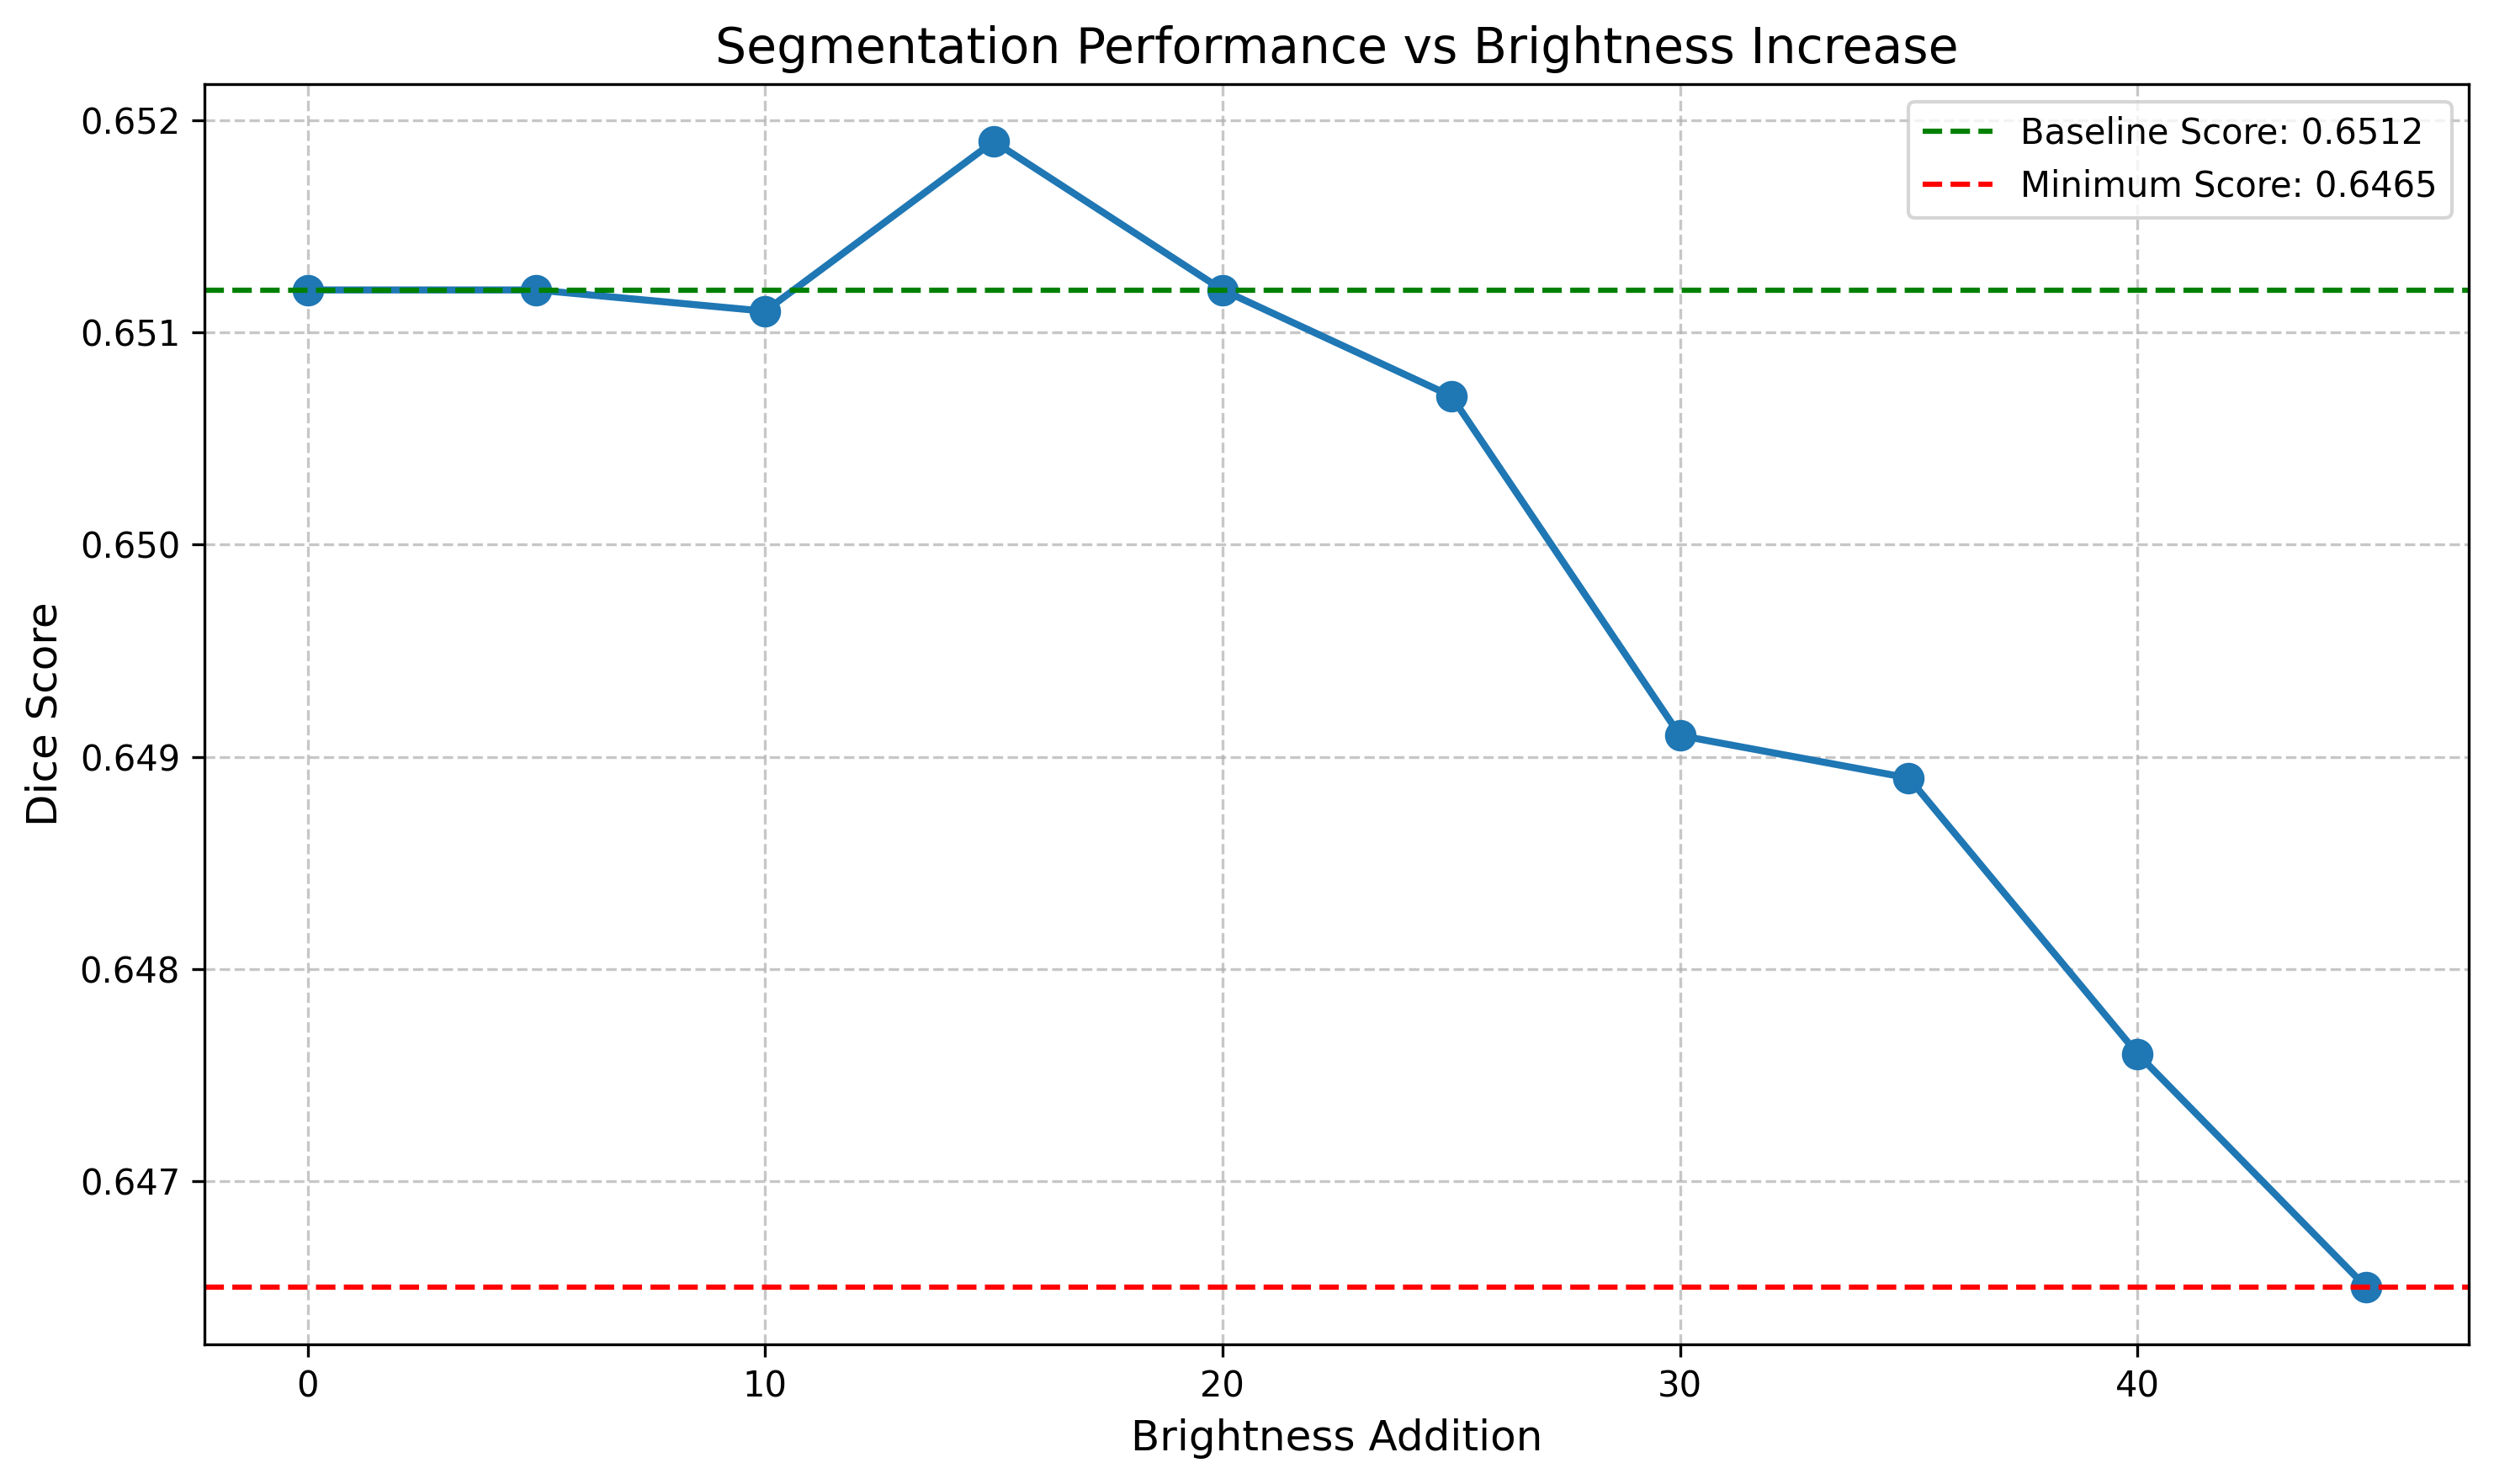 Segmentation Performance vs Brightness Increase
Baseline Score: 0.6512
Minimum Score: 0.6465
Dice Score
0.652
0.651
0.650
0.649
0.648
0.647
0 10 20 30 40
Brightness Addition